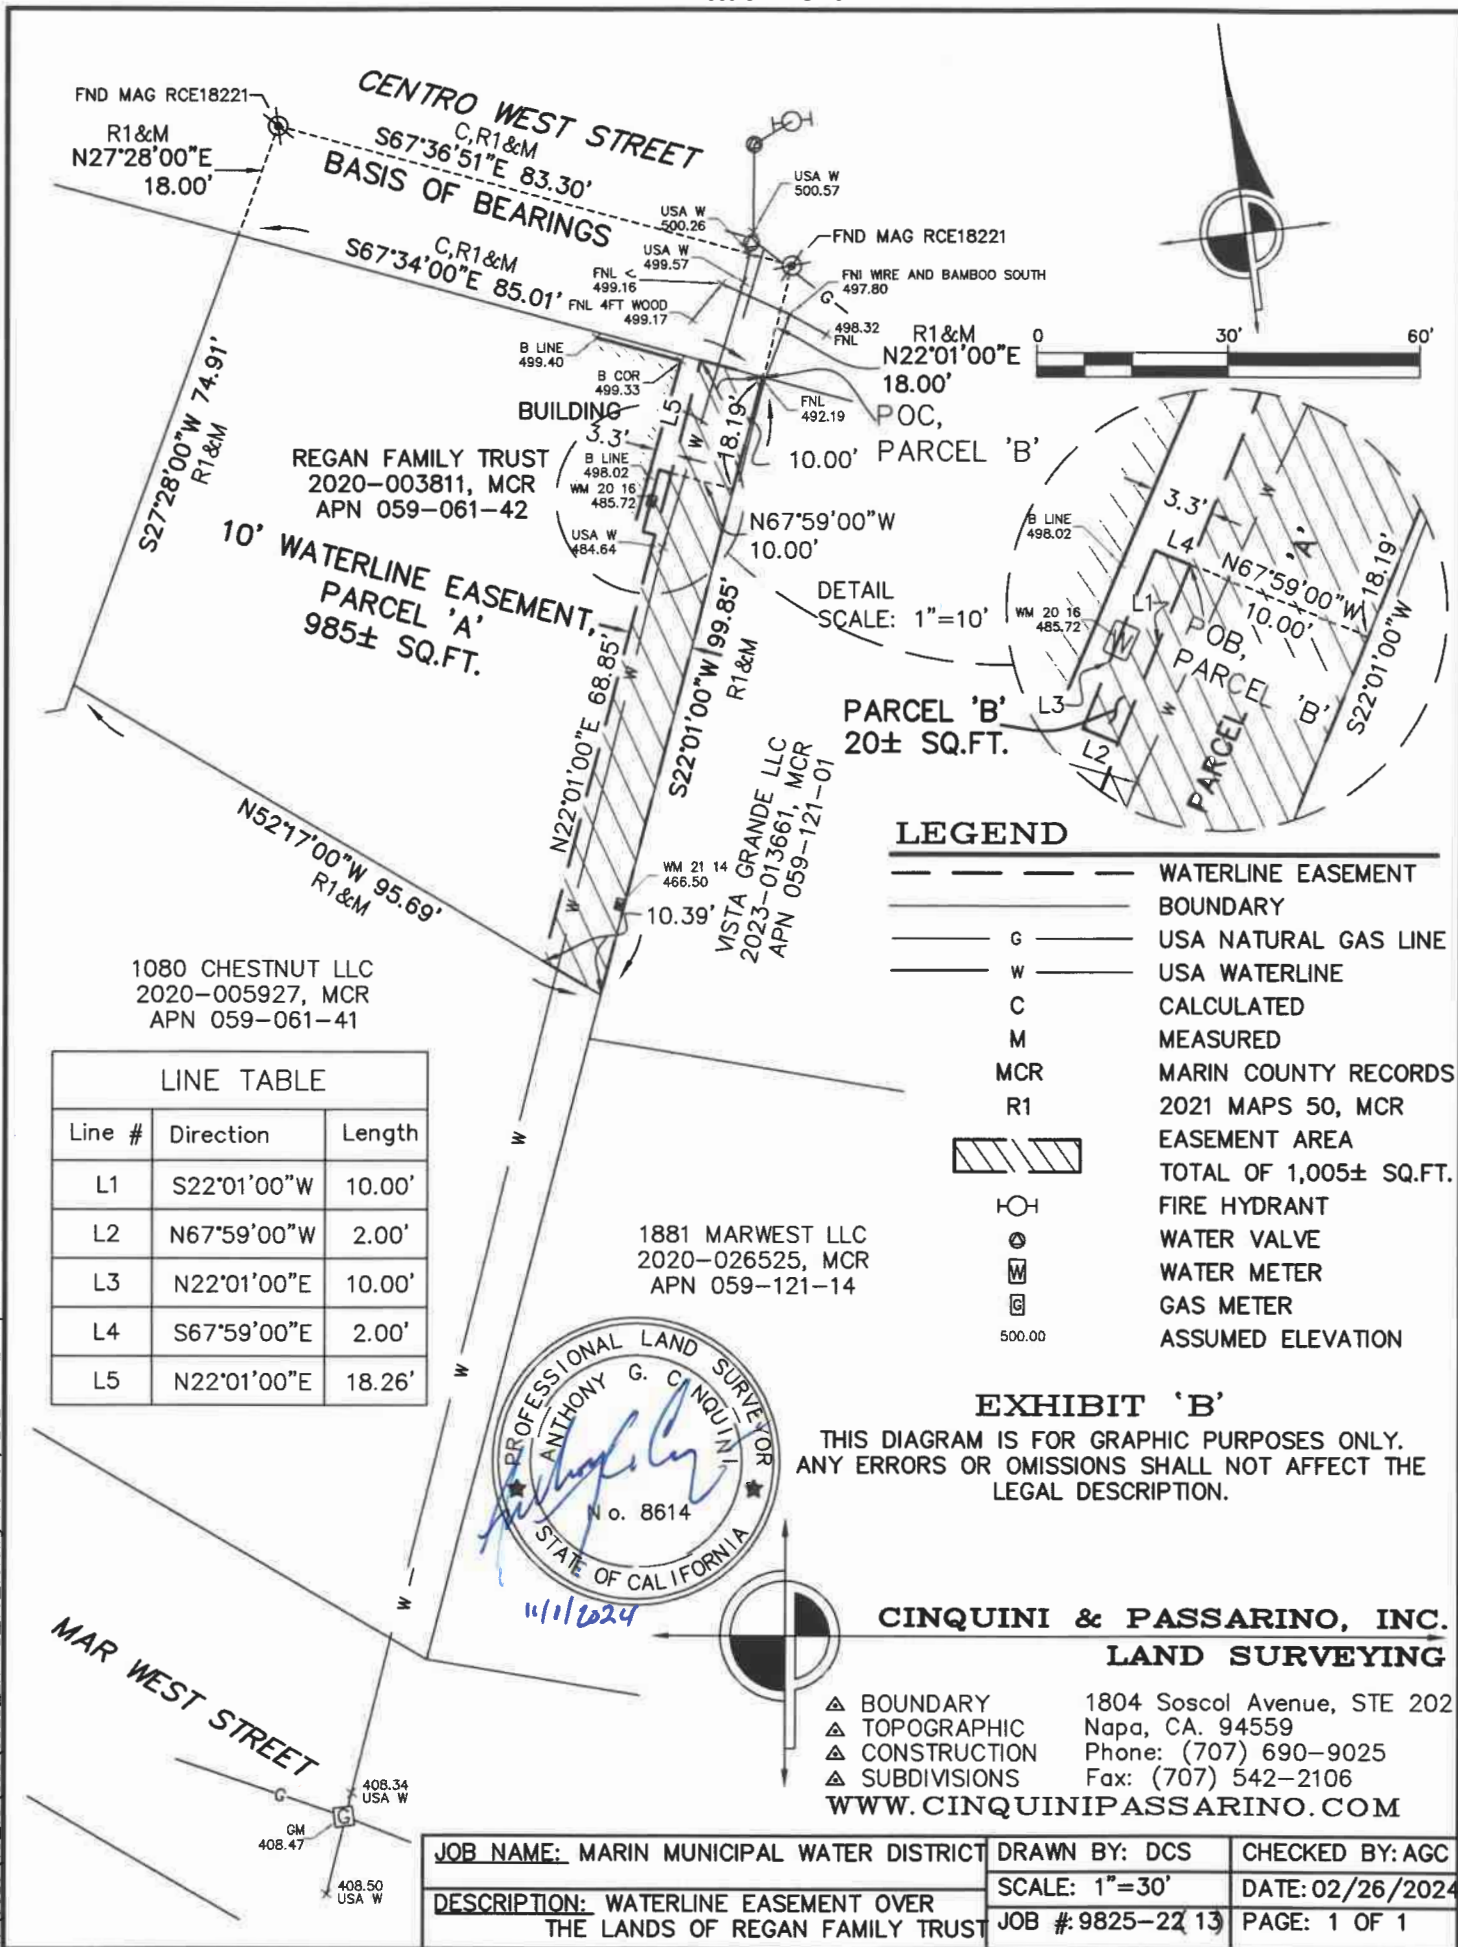 FND MAG RCE18221
R1&M
N27°28'00"E
18.00'
CENTRO WEST STREET
C,R1&M
S67°36'51"E 83.30'
BASIS OF BEARINGS
C,R1&M
S67°34'00"E 85.01'
USA W
500.57
USA W
500.26
USA W
499.57
FND MAG RCE18221
FNL <
499.16
FNL 4FT WOOD
499.17
FNI WIRE AND BAMBOO SOUTH
497.80
G
498.32
FNL
R1&M
N22°01'00"E
18.00'
0 30' 60'
B LINE
499.40
B COR
499.33
BUILDING
L5
3.3'
W
18.19'
FNL
492.19
POC,
PARCEL 'B'
10.00'
S27°28'00"W 74.91'
R1&M
REGAN FAMILY TRUST
2020-003811, MCR
APN 059-061-42
B LINE
498.02
WM 20 16
485.72
USA W
484.64
N67°59'00"W
10.00'
10' WATERLINE EASEMENT,
PARCEL 'A'
985± SQ.FT.
DETAIL
SCALE: 1"=10'
B LINE
498.02
3.3'
L4
W
'A'
N67°59'00"W
10.00'
18.19'
WM 20 16
485.72
L1
W
POB,
PARCEL 'B'
L3
W
L2
PARCEL
S22°01'00"W
PARCEL 'B'
20± SQ.FT.
N22°01'00"E 68.85'
W
W
S22°01'00"W 99.85'
R1&M
VISTA GRANDE LLC
2023-013661, MCR
APN 059-121-01
WM 21 14
466.50
10.39'
N52°17'00"W 95.69'
R1&M
1080 CHESTNUT LLC
2020-005927, MCR
APN 059-061-41
LEGEND
WATERLINE EASEMENT
BOUNDARY
G USA NATURAL GAS LINE
W USA WATERLINE
C CALCULATED
M MEASURED
MCR MARIN COUNTY RECORDS
R1 2021 MAPS 50, MCR
EASEMENT AREA
TOTAL OF 1,005± SQ.FT.
FIRE HYDRANT
WATER VALVE
W WATER METER
G GAS METER
500.00 ASSUMED ELEVATION
LINE TABLE
Line # Direction Length
L1 S22°01'00"W 10.00'
L2 N67°59'00"W 2.00'
L3 N22°01'00"E 10.00'
L4 S67°59'00"E 2.00'
L5 N22°01'00"E 18.26'
W
W
W
1881 MARWEST LLC
2020-026525, MCR
APN 059-121-14
PROFESSIONAL LAND SURVEYOR
ANTHONY G. CINQUINI
No. 8614
STATE OF CALIFORNIA
11/1/2024
EXHIBIT 'B'
THIS DIAGRAM IS FOR GRAPHIC PURPOSES ONLY.
ANY ERRORS OR OMISSIONS SHALL NOT AFFECT THE
LEGAL DESCRIPTION.
CINQUINI & PASSARINO, INC.
LAND SURVEYING
BOUNDARY
TOPOGRAPHIC
CONSTRUCTION
SUBDIVISIONS
1804 Soscol Avenue, STE 202
Napa, CA. 94559
Phone: (707) 690-9025
Fax: (707) 542-2106
WWW.CINQUINIPASSARINO.COM
MAR WEST STREET
G
408.34
USA W
G
GM
408.47
408.50
USA W
JOB NAME: MARIN MUNICIPAL WATER DISTRICT
DESCRIPTION: WATERLINE EASEMENT OVER
THE LANDS OF REGAN FAMILY TRUST
DRAWN BY: DCS
CHECKED BY: AGC
SCALE: 1"=30'
DATE: 02/26/2024
JOB #: 9825-22(13)
PAGE: 1 OF 1